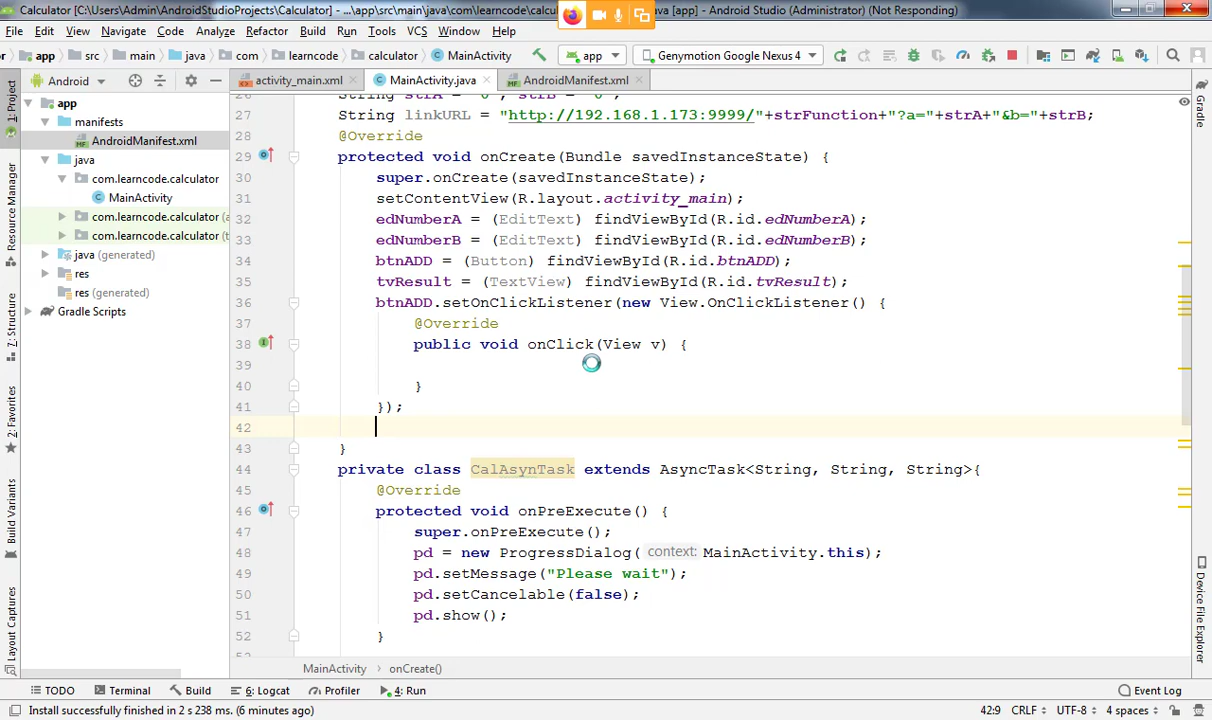 Calculator [C:\Users\Admin\AndroidStudioProjects\Calculator] - ...\app\src\main\java\com\learncode\calcu java [app] - Android Studio (Administrator) (Not Responding)
File Edit View Navigate Code Analyze Refactor Build Run Tools VCS Window Help
app src main java com learncode calculator MainActivity app Genymotion Google Nexus 4
Android activity_main.xml MainActivity.java AndroidManifest.xml
1: Project
Resource Manager
7: Structure
2: Favorites
Build Variants
Layout Captures
app
manifests
AndroidManifest.xml
java
com.learncode.calculator
MainActivity
com.learncode.calculator
com.learncode.calculator
java (generated)
res
res (generated)
Gradle Scripts
26 String strA = "0", strB = "0";
27 String linkURL = "http://192.168.1.173:9999/"+strFunction+"?a="+strA+"&b="+strB;
28 @Override
29 protected void onCreate(Bundle savedInstanceState) {
30 super.onCreate(savedInstanceState);
31 setContentView(R.layout.activity_main);
32 edNumberA = (EditText) findViewById(R.id.edNumberA);
33 edNumberB = (EditText) findViewById(R.id.edNumberB);
34 btnADD = (Button) findViewById(R.id.btnADD);
35 tvResult = (TextView) findViewById(R.id.tvResult);
36 btnADD.setOnClickListener(new View.OnClickListener() {
37 @Override
38 public void onClick(View v) {
39
40 }
41 });
42
43 }
44 private class CalAsynTask extends AsyncTask<String, String, String>{
45 @Override
46 protected void onPreExecute() {
47 super.onPreExecute();
48 pd = new ProgressDialog( context: MainActivity.this);
49 pd.setMessage("Please wait");
50 pd.setCancelable(false);
51 pd.show();
52 }
Gradle
Device File Explorer
MainActivity › onCreate()
TODO Terminal Build 6: Logcat Profiler 4: Run Event Log
Install successfully finished in 2 s 238 ms. (6 minutes ago) 42:9 CRLF UTF-8 4 spaces